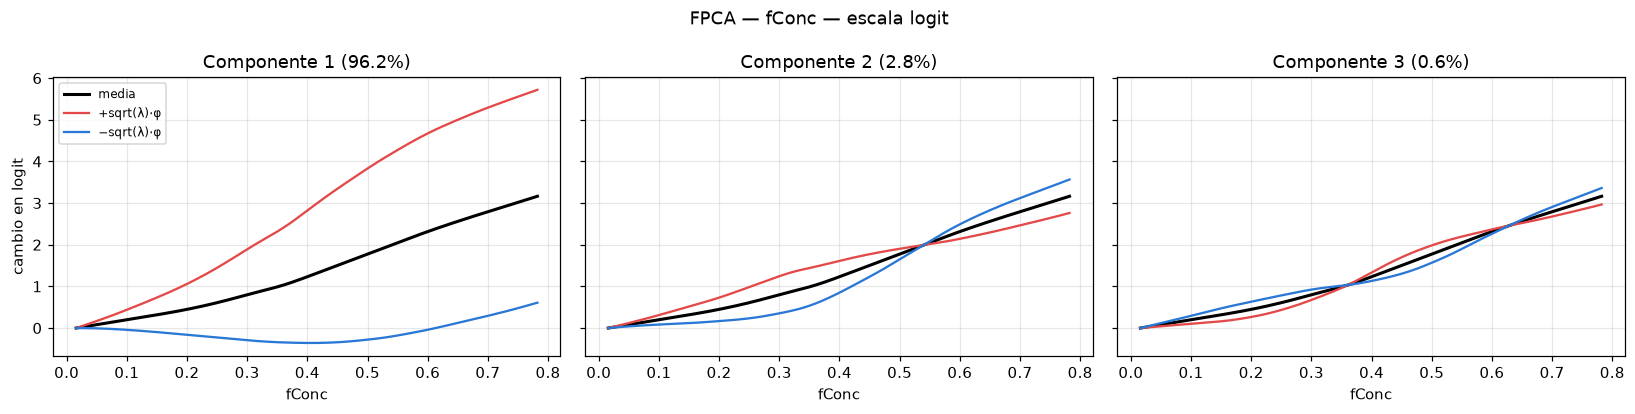 FPCA — fConc — escala logit
Componente 1 (96.2%)
Componente 2 (2.8%)
Componente 3 (0.6%)
media
+sqrt(λ)·φ
−sqrt(λ)·φ
cambio en logit
6
5
4
3
2
1
0
0.0 0.1 0.2 0.3 0.4 0.5 0.6 0.7 0.8
0.0 0.1 0.2 0.3 0.4 0.5 0.6 0.7 0.8
0.0 0.1 0.2 0.3 0.4 0.5 0.6 0.7 0.8
fConc
fConc
fConc